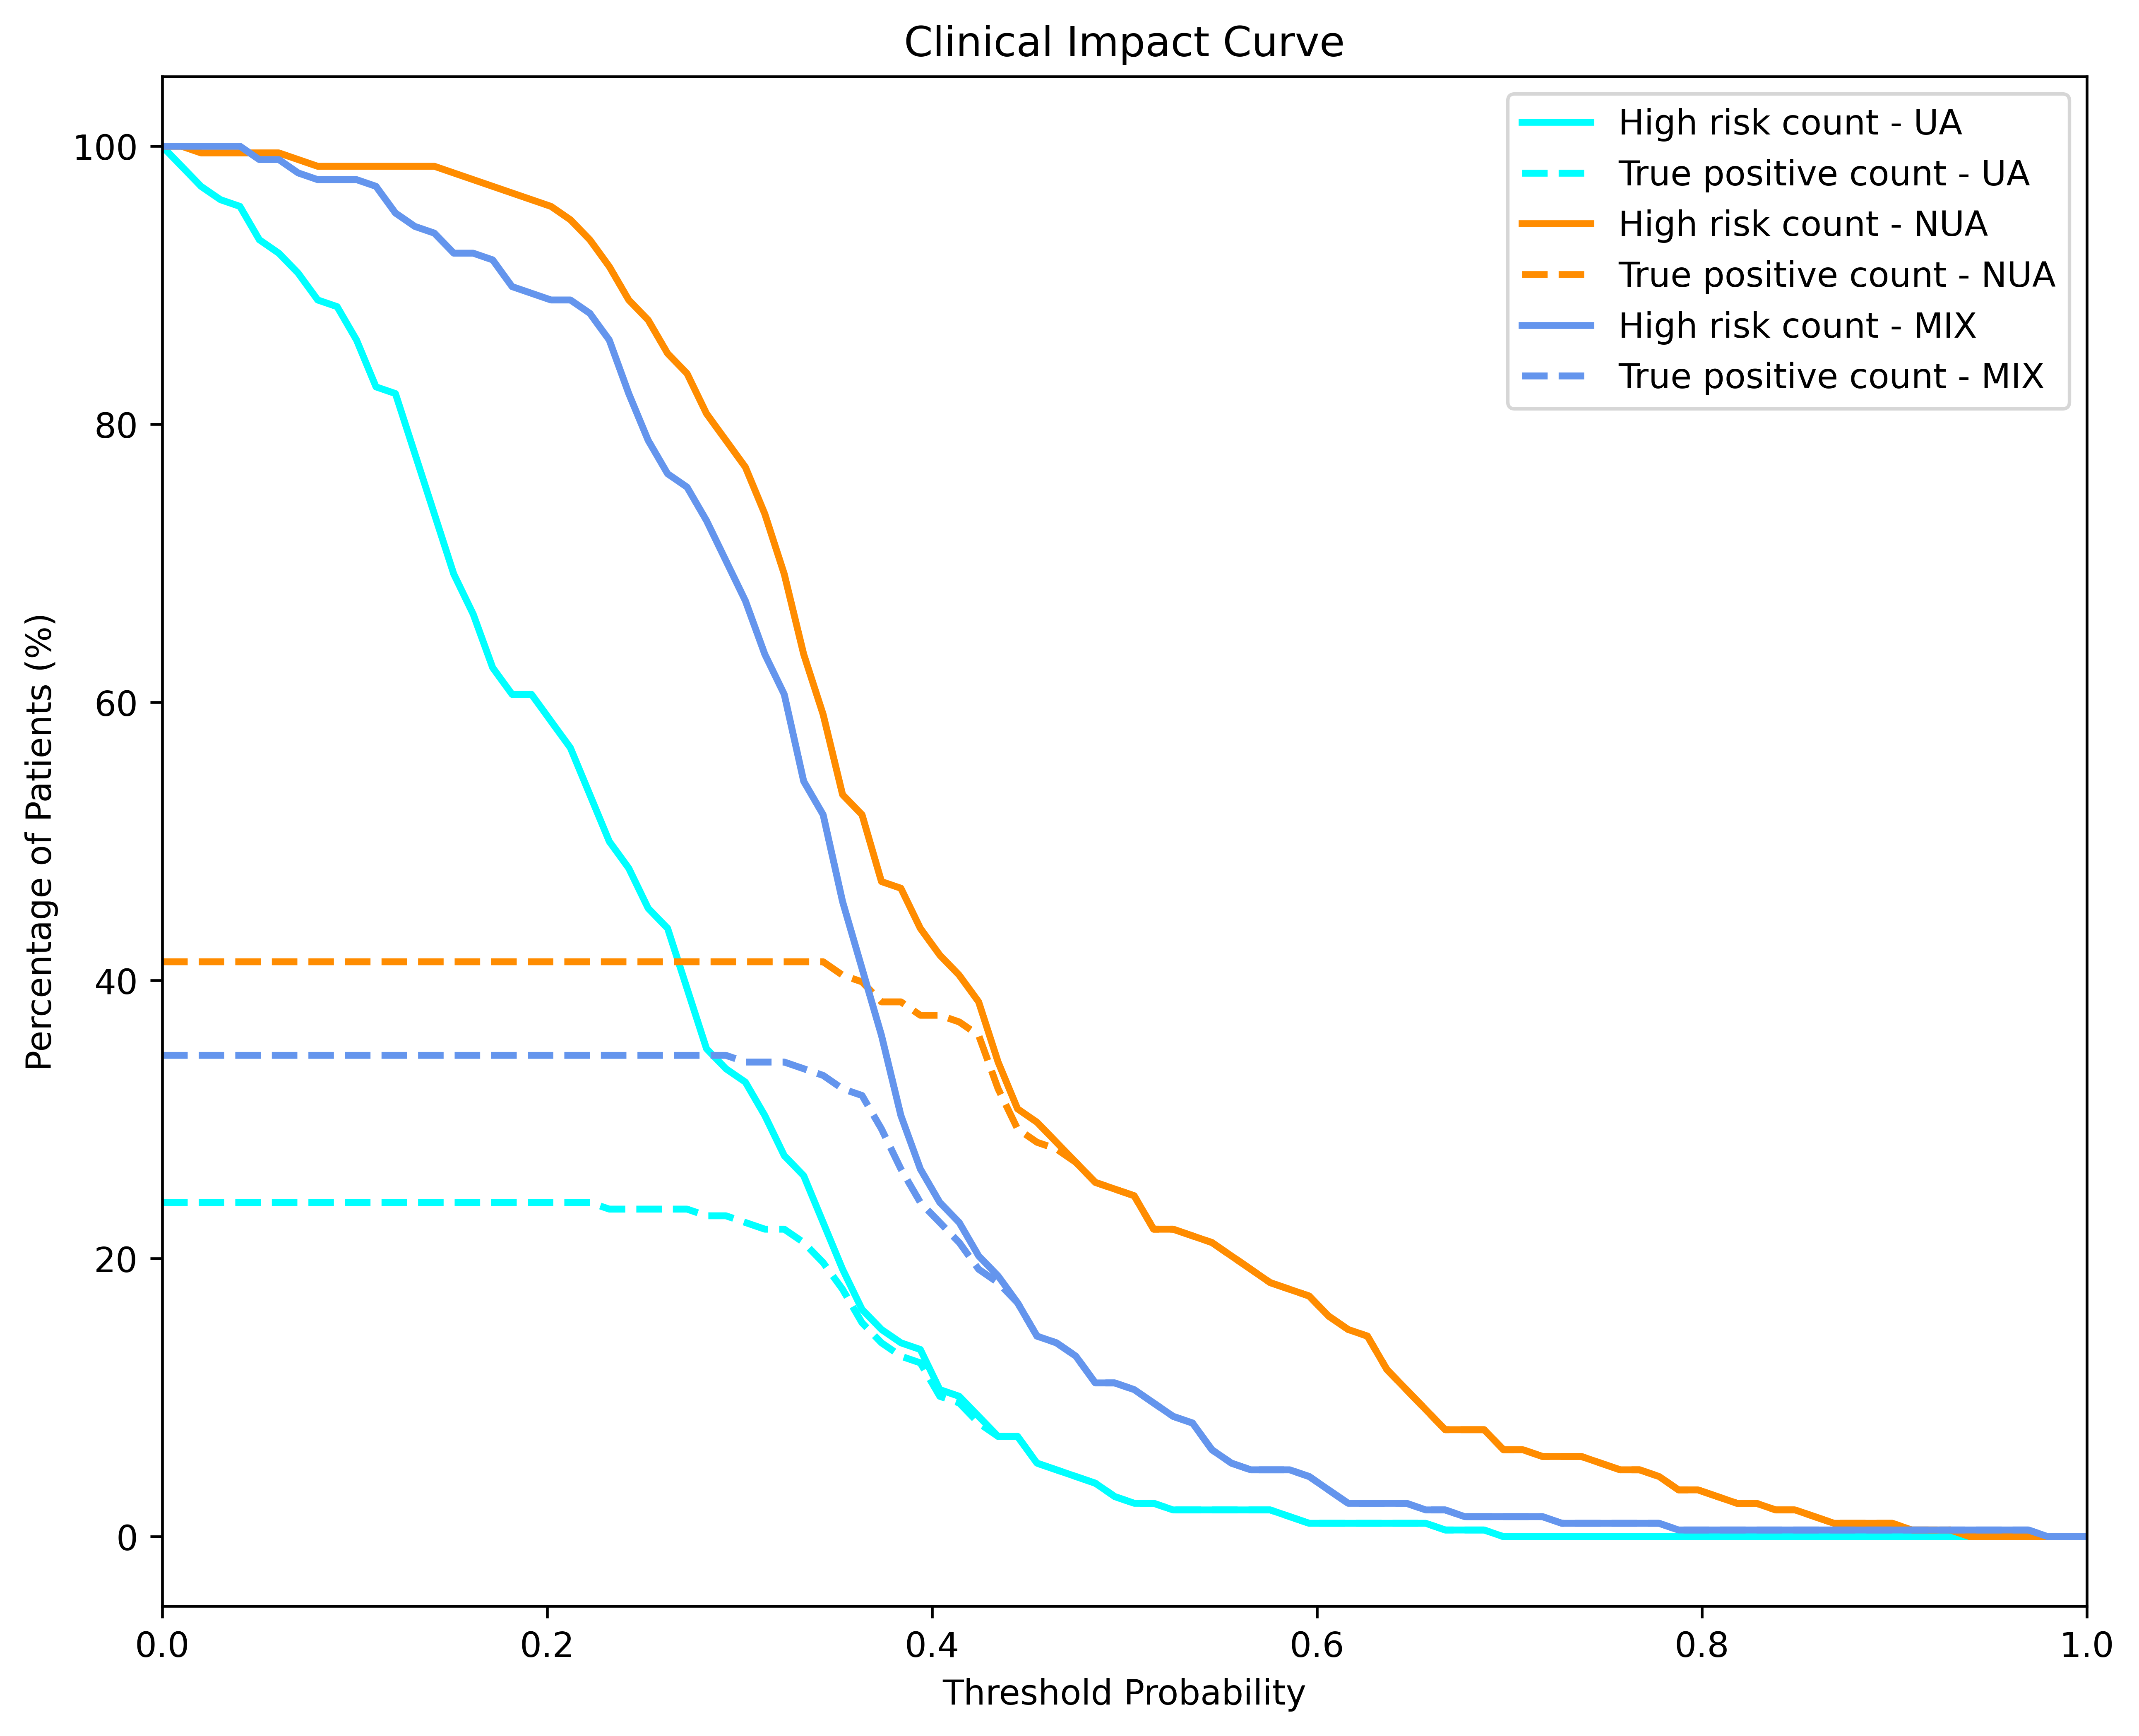 Clinical Impact Curve
High risk count - UA
True positive count - UA
High risk count - NUA
True positive count - NUA
High risk count - MIX
True positive count - MIX
Percentage of Patients (%)
100
80
60
40
20
0
0.0 0.2 0.4 0.6 0.8 1.0
Threshold Probability